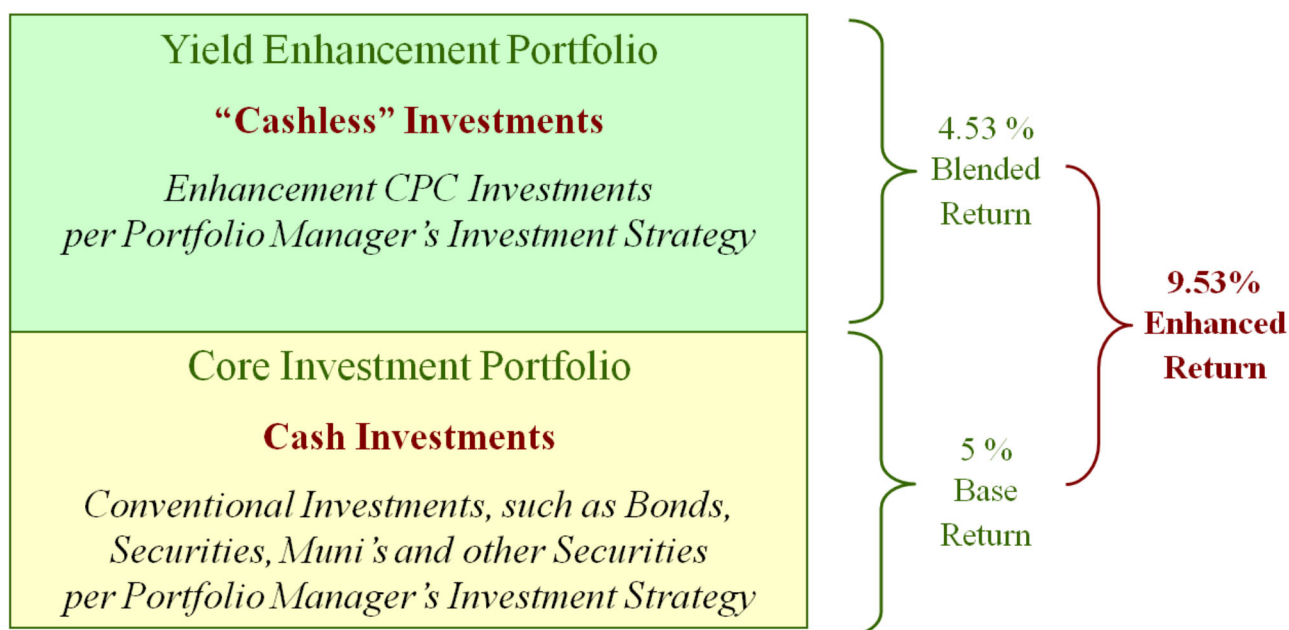 Yield Enhancement Portfolio
“Cashless” Investments
Enhancement CPC Investments
per Portfolio Manager’s Investment Strategy
4.53 %
Blended
Return
9.53%
Enhanced
Return
Core Investment Portfolio
Cash Investments
Conventional Investments, such as Bonds,
Securities, Muni’s and other Securities
per Portfolio Manager’s Investment Strategy
5 %
Base
Return